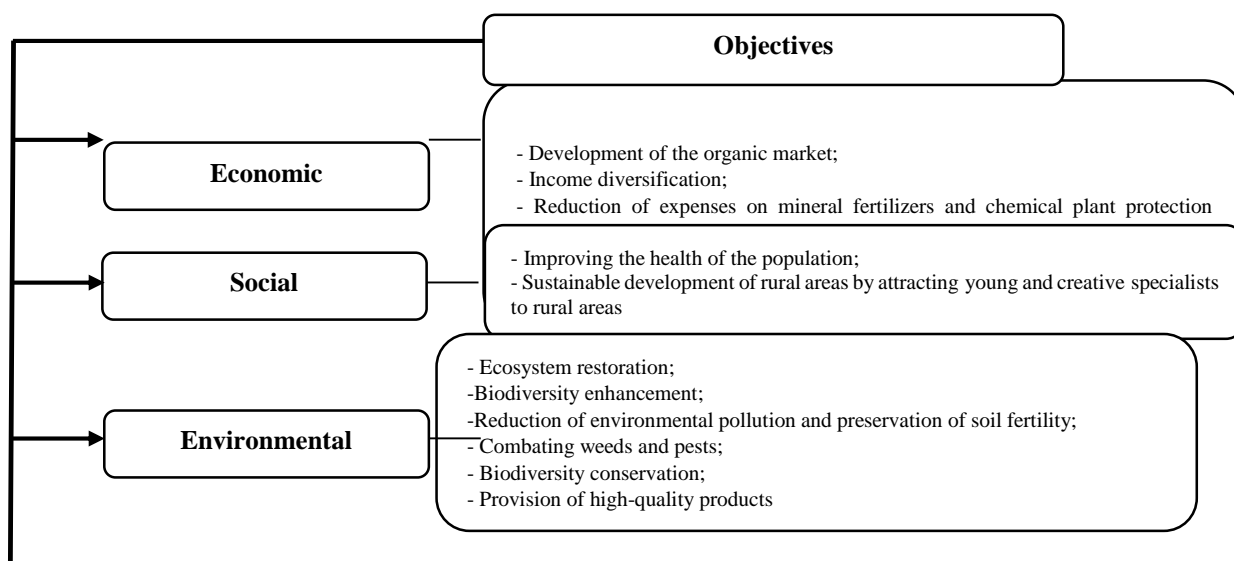 Objectives
Economic
- Development of the organic market;
- Income diversification;
- Reduction of expenses on mineral fertilizers and chemical plant protection
Social
- Improving the health of the population;
- Sustainable development of rural areas by attracting young and creative specialists
to rural areas
Environmental
- Ecosystem restoration;
-Biodiversity enhancement;
-Reduction of environmental pollution and preservation of soil fertility;
- Combating weeds and pests;
- Biodiversity conservation;
- Provision of high-quality products